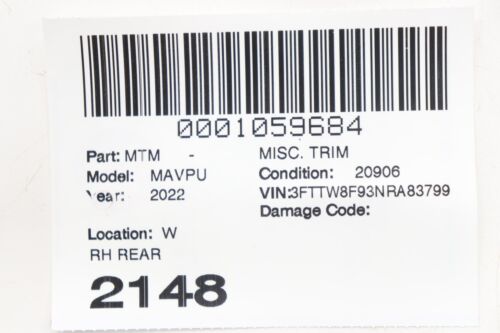 0001059684
Part: MTM - MISC. TRIM
Model: MAVPU Condition: 20906
Year: 2022 VIN:3FTTW8F93NRA83799
Damage Code:
Location: W
RH REAR
2148